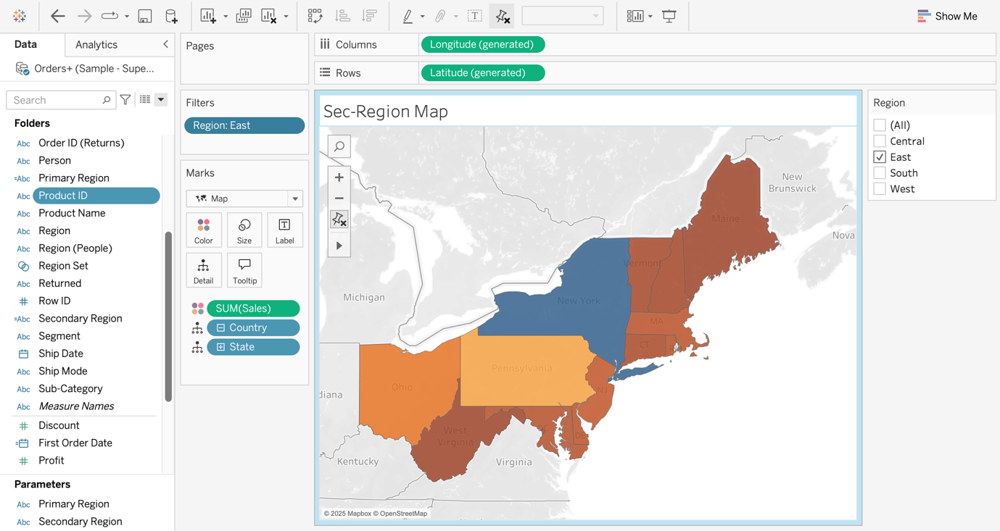 Show Me
Data
Analytics
Orders+ (Sample - Supe...
Search
Folders
Abc Order ID (Returns)
Abc Person
=Abc Primary Region
Abc Product ID
Abc Product Name
Abc Region
Abc Region (People)
Region Set
Abc Returned
# Row ID
=Abc Secondary Region
Abc Segment
Ship Date
Abc Ship Mode
Abc Sub-Category
Abc Measure Names
# Discount
= First Order Date
# Profit
Parameters
Abc Primary Region
Abc Secondary Region
Pages
Filters
Region: East
Marks
Map
Color
Size
T
Label
Detail
Tooltip
SUM(Sales)
Country
State
Columns
Longitude (generated)
Rows
Latitude (generated)
Sec-Region Map
New
Brunswick
Maine
Nova
Vermont
Michigan
New York
MA
CT
Pennsylvania
Ohio
NJ
diana
West
Virginia
DE
Kentucky
Virginia
© 2025 Mapbox © OpenStreetMap
Region
(All)
Central
East
South
West